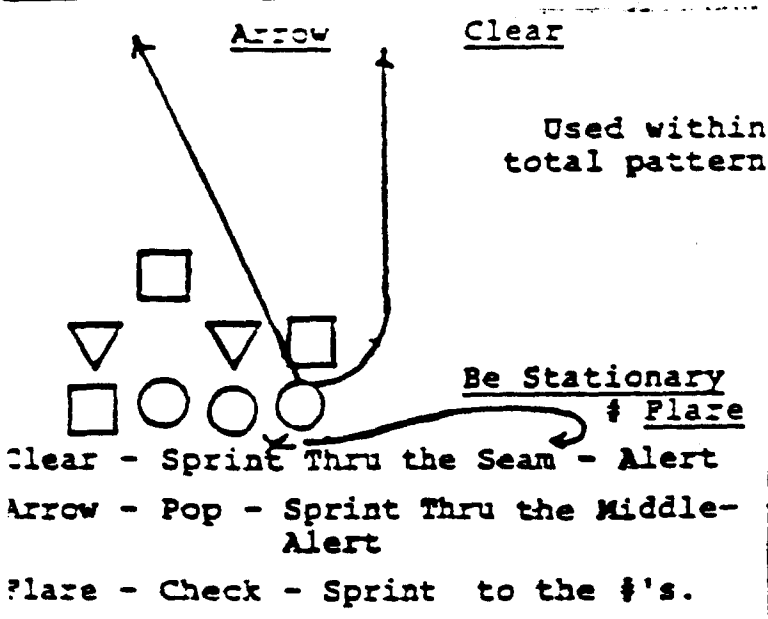 Arrow
Clear
Used within
total pattern
Be Stationary
# Flare
Clear - Sprint Thru the Seam - Alert
Arrow - Pop - Sprint Thru the Middle-
Alert
Flare - Check - Sprint to the #'s.